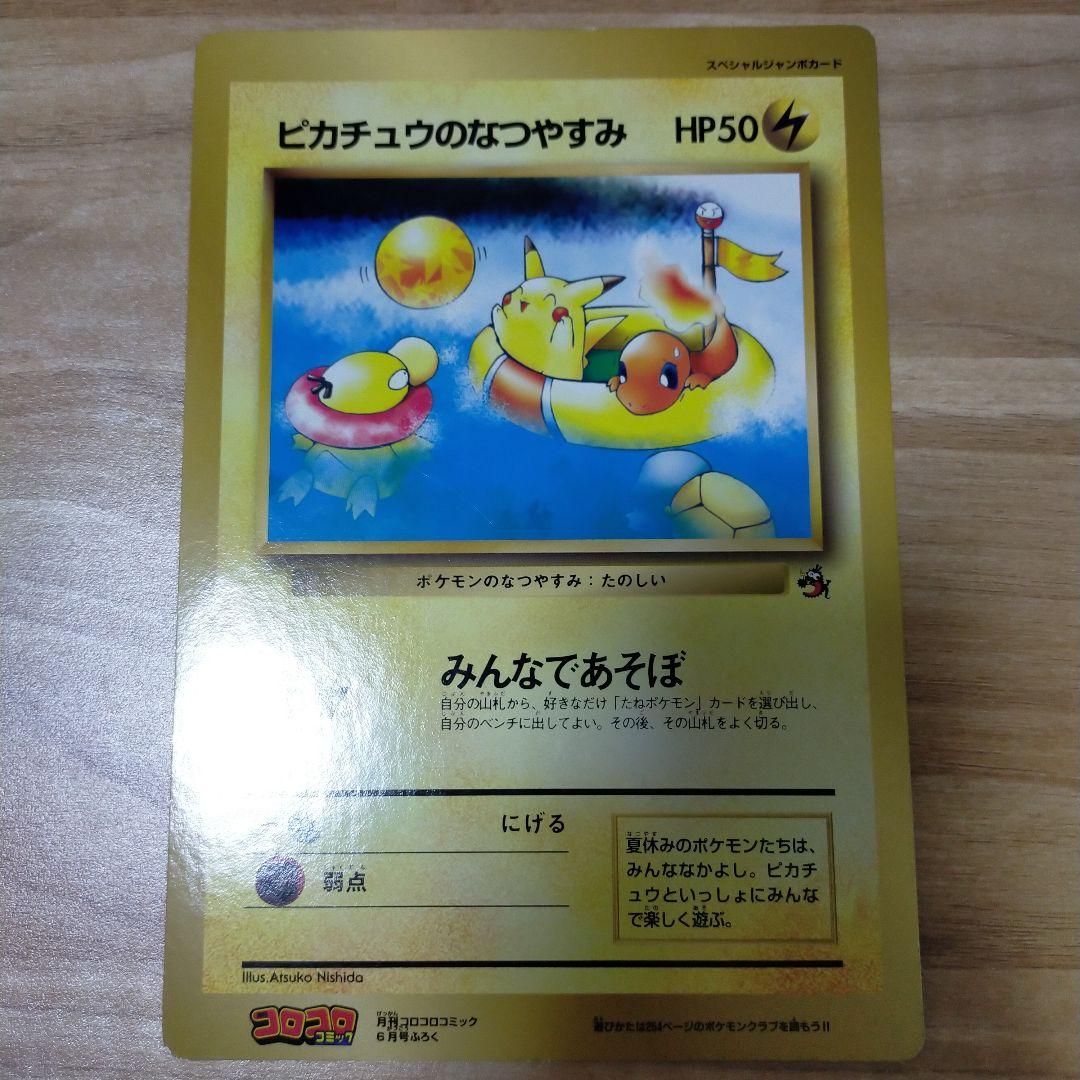 スペシャルジャンボカード
ピカチュウのなつやすみ HP50
ポケモンのなつやすみ：たのしい
みんなであそぼ
自分の山札から、好きなだけ「たねポケモン」カードを選び出し、
自分のベンチに出してよい。その後、その山札をよく切る。
にげる
弱点
夏休みのポケモンたちは、
みんななかよし。ピカチ
ュウといっしょにみんな
で楽しく遊ぶ。
Illus.Atsuko Nishida
コロコロ
コミック
月刊コロコロコミック
6月号ふろく
遊びかたは254ページのポケモンクラブを読もう!!